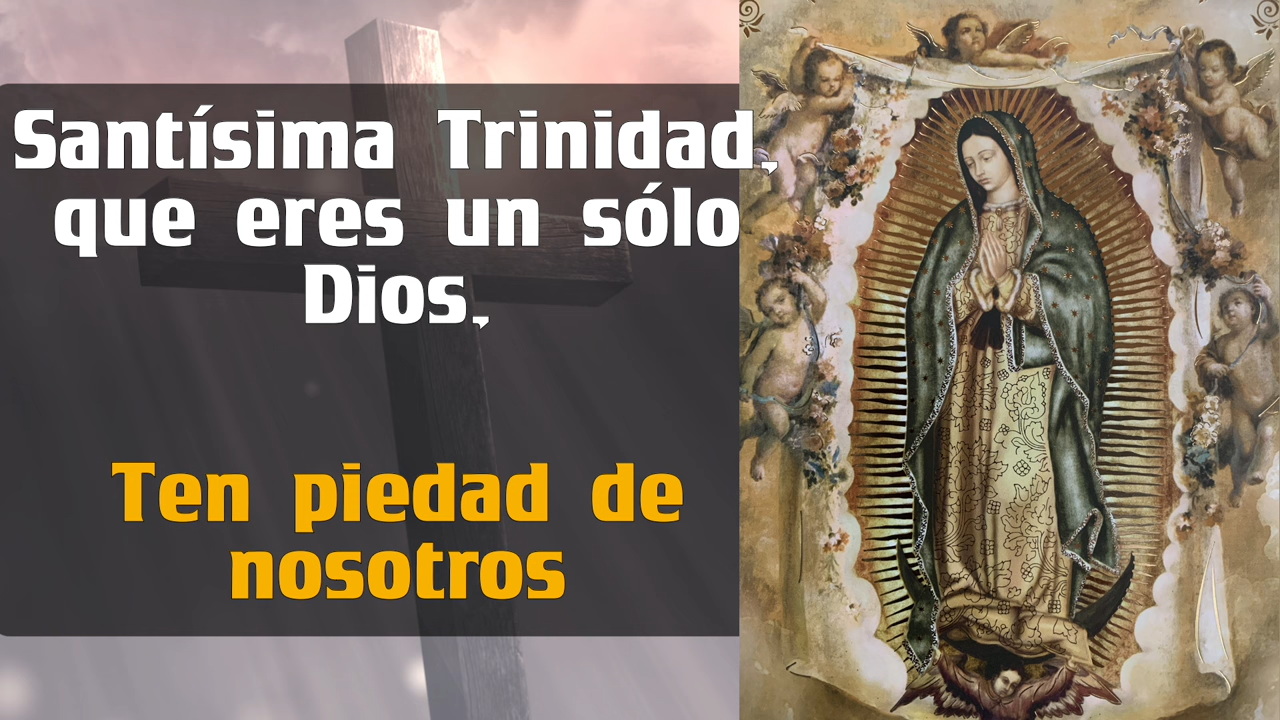 Santísima Trinidad,
que eres un sólo
Dios,
Ten piedad de
nosotros